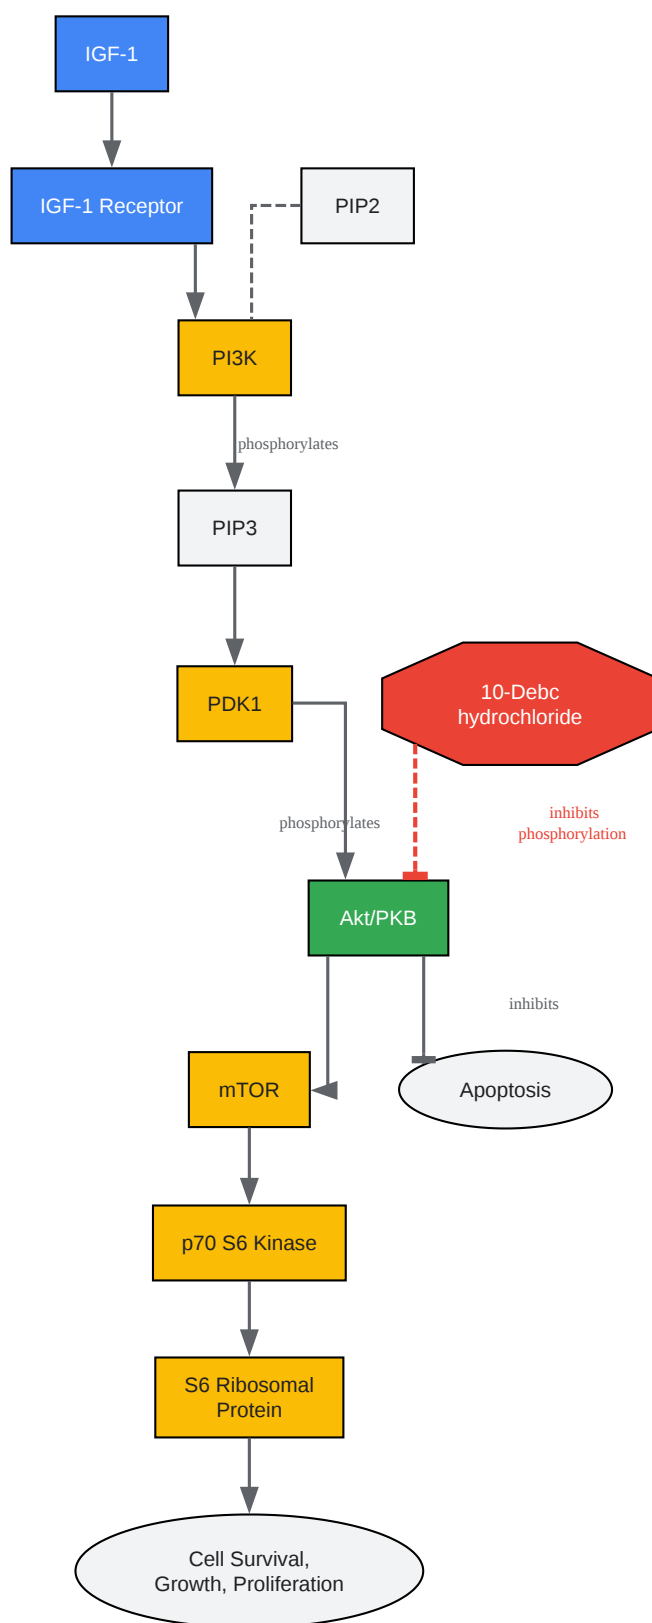 IGF-1
IGF-1 Receptor
PIP2
PI3K
phosphorylates
PIP3
PDK1
10-Debc
hydrochloride
phosphorylates
inhibits
phosphorylation
Akt/PKB
inhibits
mTOR
Apoptosis
p70 S6 Kinase
S6 Ribosomal
Protein
Cell Survival,
Growth, Proliferation